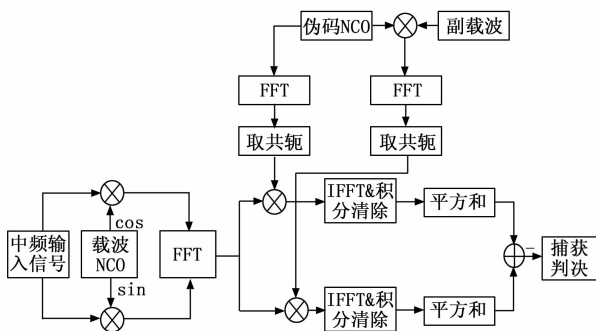 伪码NCO
副载波
FFT
FFT
取共轭
取共轭
IFFT&积
分清除
平方和
cos
中频输
入信号
载波
NCO
FFT
sin
−
捕获
判决
IFFT&积
分清除
平方和